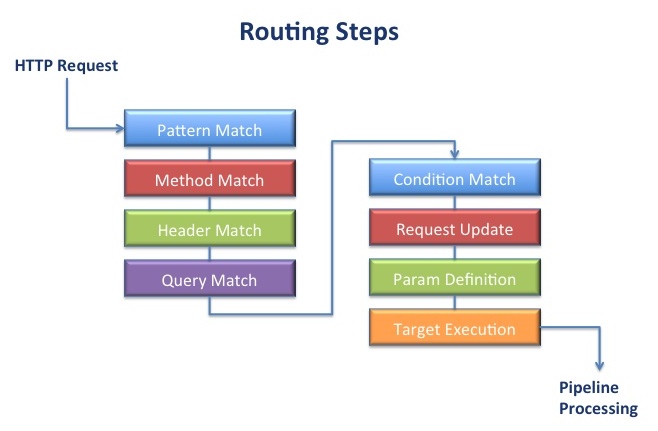 Routing Steps
HTTP Request
Pattern Match
Method Match
Header Match
Query Match
Condition Match
Request Update
Param Definition
Target Execution
Pipeline
Processing